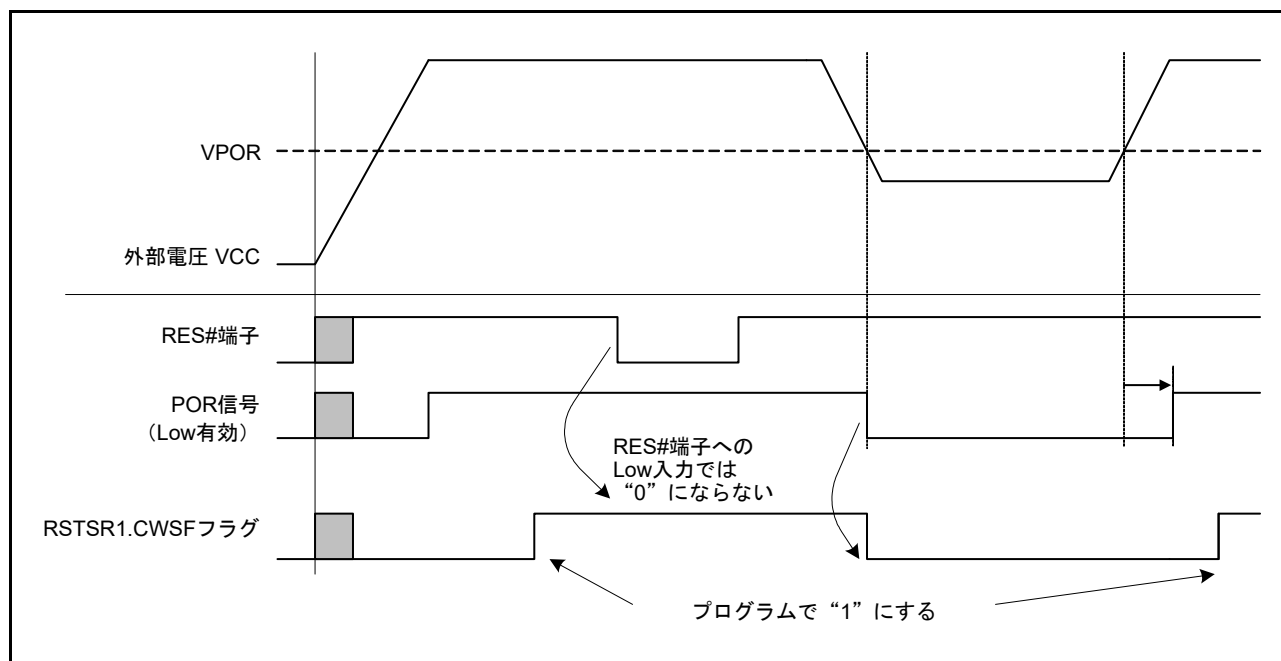 VPOR
外部電圧 VCC
RES#端子
POR信号
（Low有効）
RES#端子への
Low入力では
“0”にならない
RSTSR1.CWSFフラグ
プログラムで“1”にする